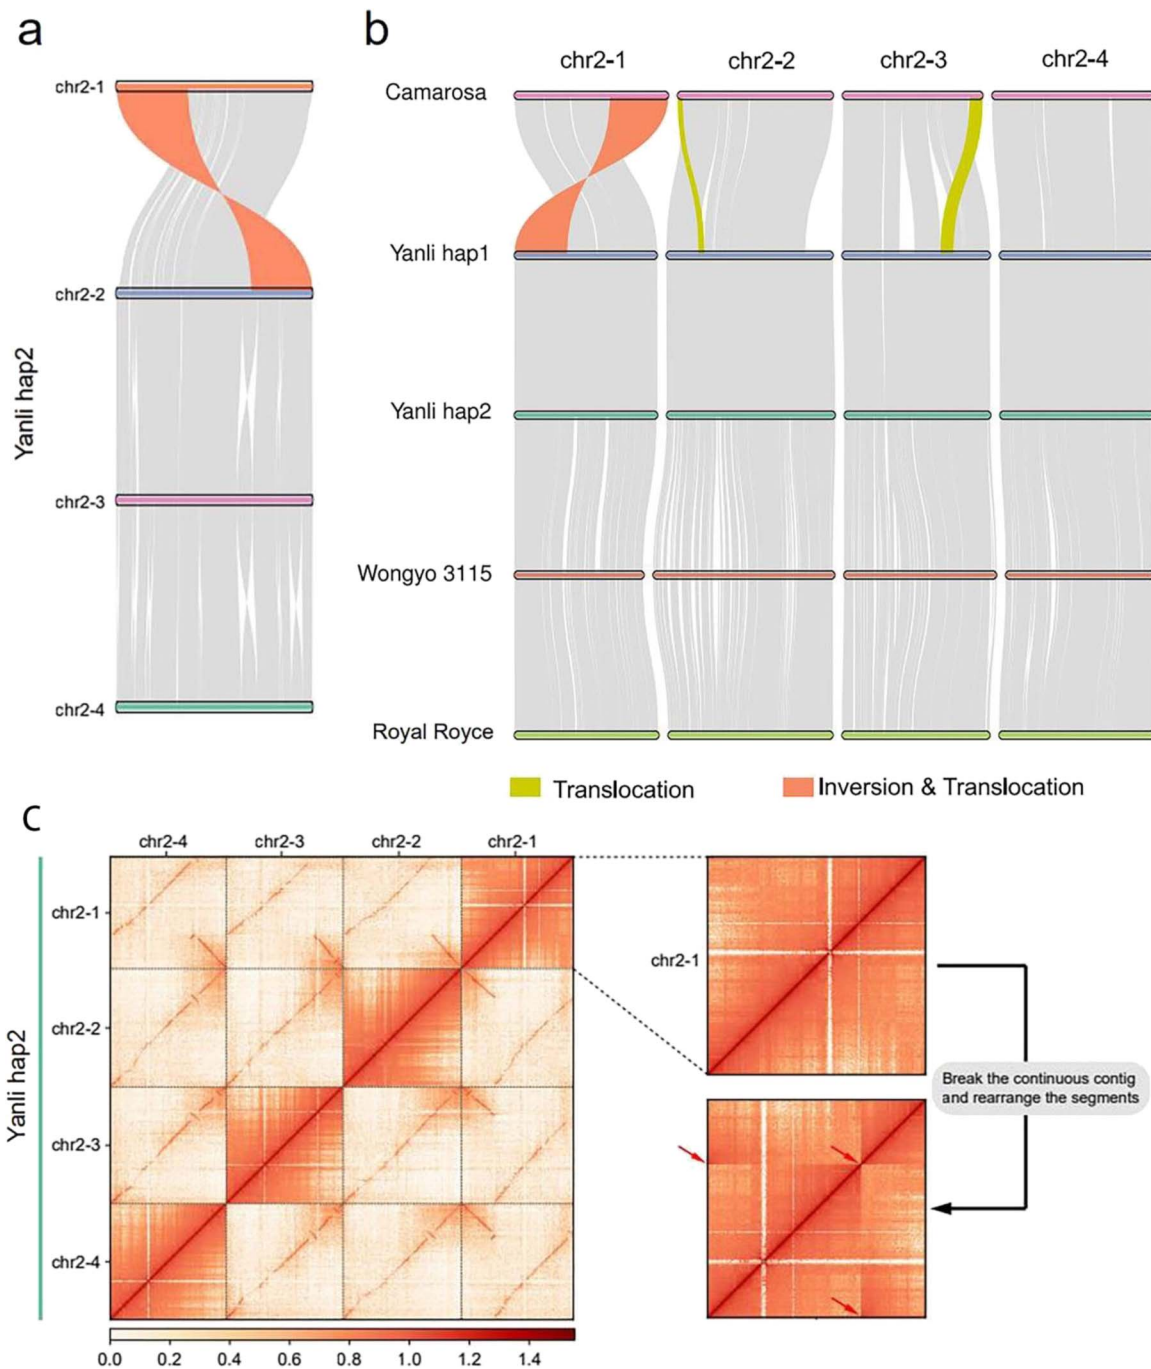 a
chr2-1
chr2-2
chr2-3
chr2-4
Yanli hap2
b
chr2-1 chr2-2 chr2-3 chr2-4
Camarosa
Yanli hap1
Yanli hap2
Wongyo 3115
Royal Royce
Translocation Inversion & Translocation
c
chr2-4 chr2-3 chr2-2 chr2-1
chr2-1
chr2-2
chr2-3
chr2-4
Yanli hap2
0.0 0.2 0.4 0.6 0.8 1.0 1.2 1.4
chr2-1
Break the continuous contig
and rearrange the segments